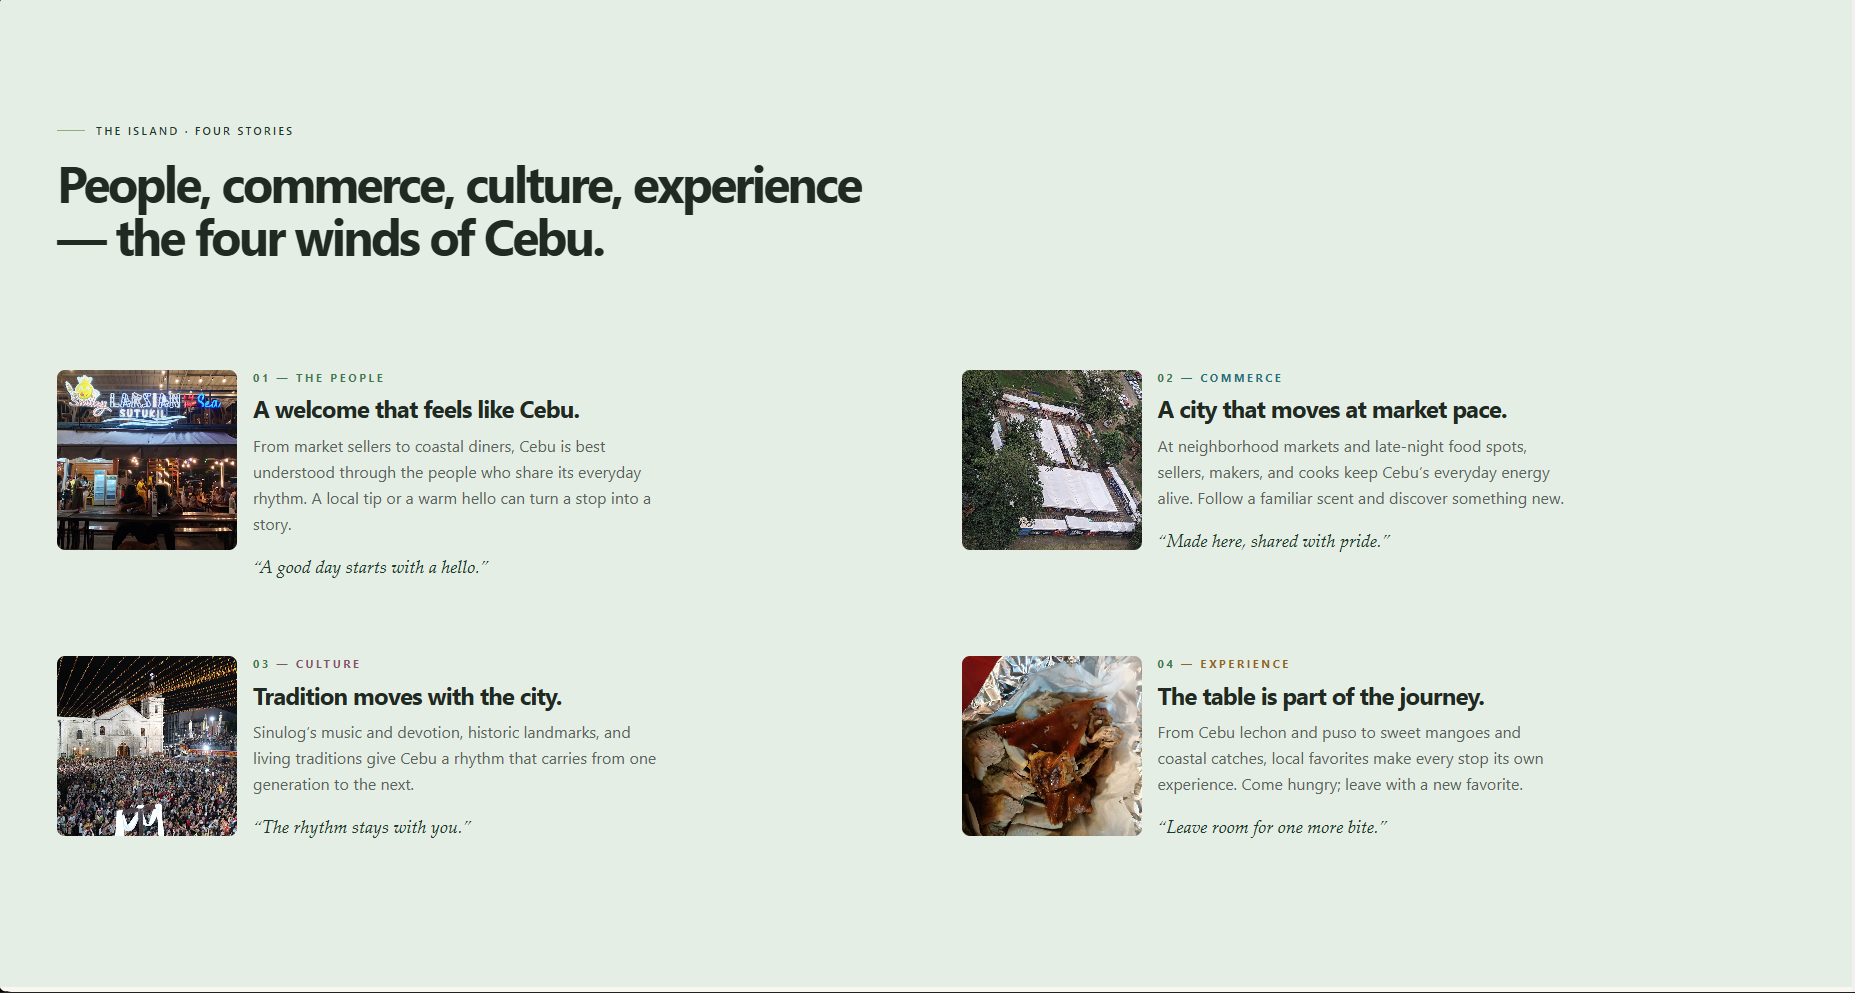 THE ISLAND · FOUR STORIES
People, commerce, culture, experience
— the four winds of Cebu.
LARSIAN
Sea
SUTUKIL
01 — THE PEOPLE
A welcome that feels like Cebu.
From market sellers to coastal diners, Cebu is best
understood through the people who share its everyday
rhythm. A local tip or a warm hello can turn a stop into a
story.
“A good day starts with a hello.”
02 — COMMERCE
A city that moves at market pace.
At neighborhood markets and late-night food spots,
sellers, makers, and cooks keep Cebu’s everyday energy
alive. Follow a familiar scent and discover something new.
“Made here, shared with pride.”
03 — CULTURE
Tradition moves with the city.
Sinulog’s music and devotion, historic landmarks, and
living traditions give Cebu a rhythm that carries from one
generation to the next.
“The rhythm stays with you.”
04 — EXPERIENCE
The table is part of the journey.
From Cebu lechon and puso to sweet mangoes and
coastal catches, local favorites make every stop its own
experience. Come hungry; leave with a new favorite.
“Leave room for one more bite.”